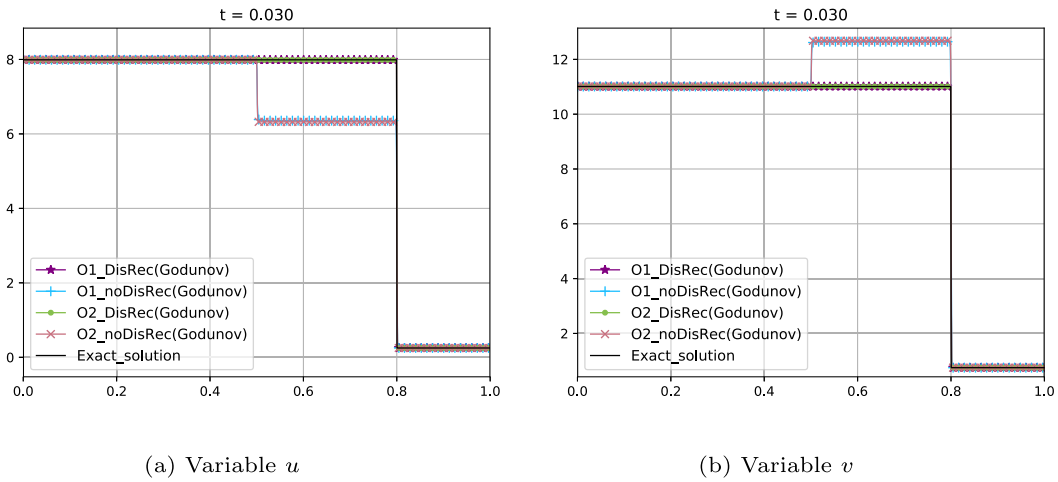 t = 0.030
8
6
4
2
0
0.0 0.2 0.4 0.6 0.8 1.0
O1_DisRec(Godunov)
O1_noDisRec(Godunov)
O2_DisRec(Godunov)
O2_noDisRec(Godunov)
Exact_solution
(a) Variable u
t = 0.030
12
10
8
6
4
2
0.0 0.2 0.4 0.6 0.8 1.0
O1_DisRec(Godunov)
O1_noDisRec(Godunov)
O2_DisRec(Godunov)
O2_noDisRec(Godunov)
Exact_solution
(b) Variable v